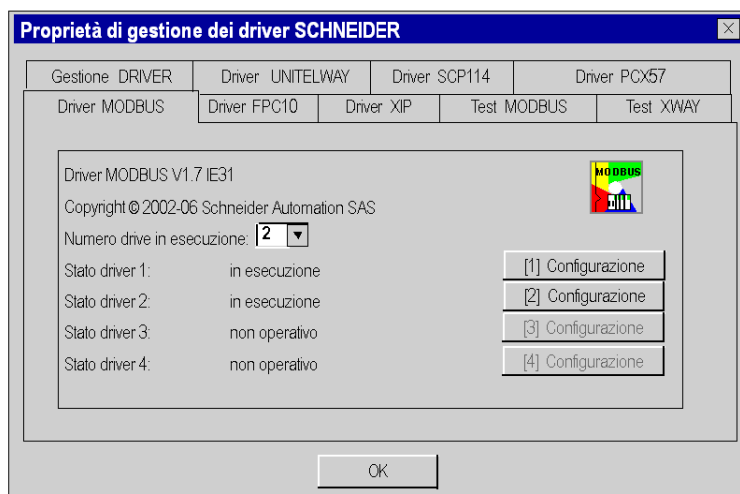 Proprietà di gestione dei driver SCHNEIDER
Gestione DRIVER Driver UNITELWAY Driver SCP114 Driver PCX57
Driver MODBUS Driver FPC10 Driver XIP Test MODBUS Test XWAY
Driver MODBUS V1.7 IE31
MODBUS
Copyright © 2002-06 Schneider Automation SAS
Numero drive in esecuzione: 2
Stato driver 1: in esecuzione [1] Configurazione
Stato driver 2: in esecuzione [2] Configurazione
Stato driver 3: non operativo [3] Configurazione
Stato driver 4: non operativo [4] Configurazione
OK